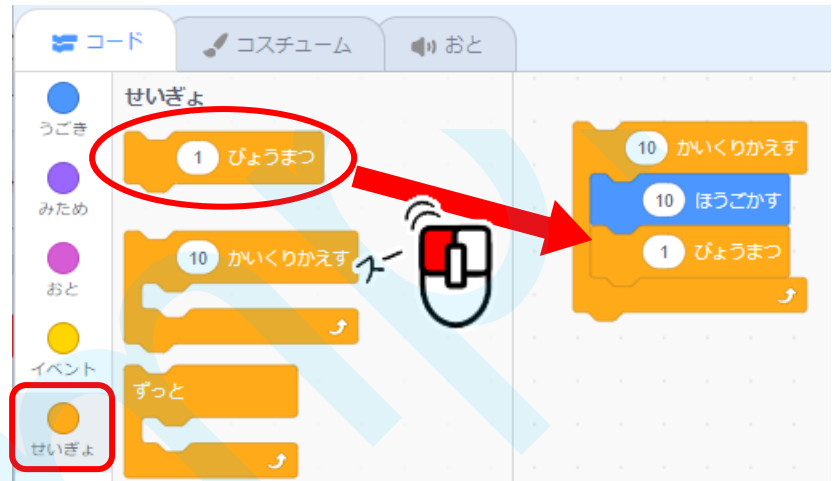 コード
コスチューム
おと
うごき
みため
おと
イベント
せいぎょ
せいぎょ
1 びょうまつ
10 かいくりかえす
ずっと
スー
10 かいくりかえす
10 ほうごかす
1 びょうまつ